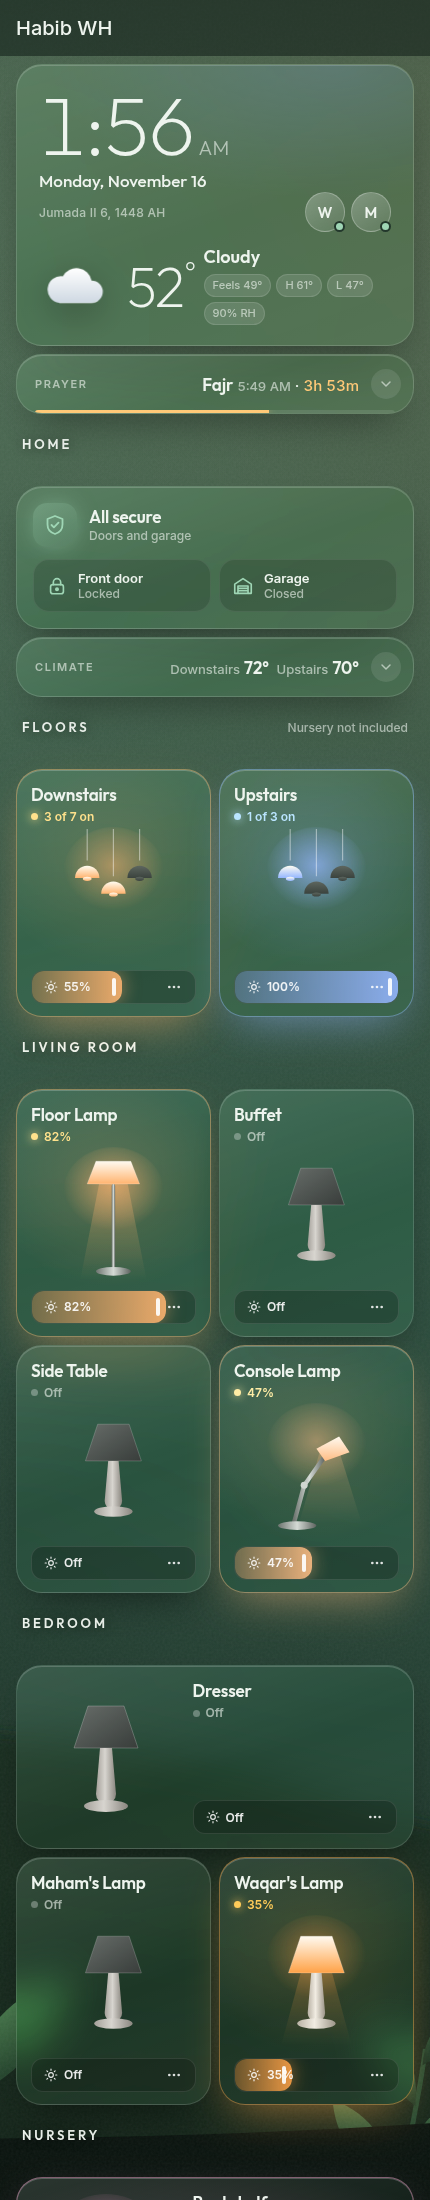 Habib WH
1:56 AM
Monday, November 16
Jumada II 6, 1448 AH
W M
52°
Cloudy
Feels 49° H 61° L 47°
90% RH
PRAYER Fajr 5:49 AM · 3h 53m
HOME
All secure
Doors and garage
Front door
Locked
Garage
Closed
CLIMATE Downstairs 72° Upstairs 70°
FLOORS Nursery not included
Downstairs
3 of 7 on
55%
Upstairs
1 of 3 on
100%
LIVING ROOM
Floor Lamp
82%
82%
Buffet
Off
Off
Side Table
Off
Off
Console Lamp
47%
47%
BEDROOM
Dresser
Off
Off
Maham's Lamp
Off
Off
Waqar's Lamp
35%
35%
NURSERY